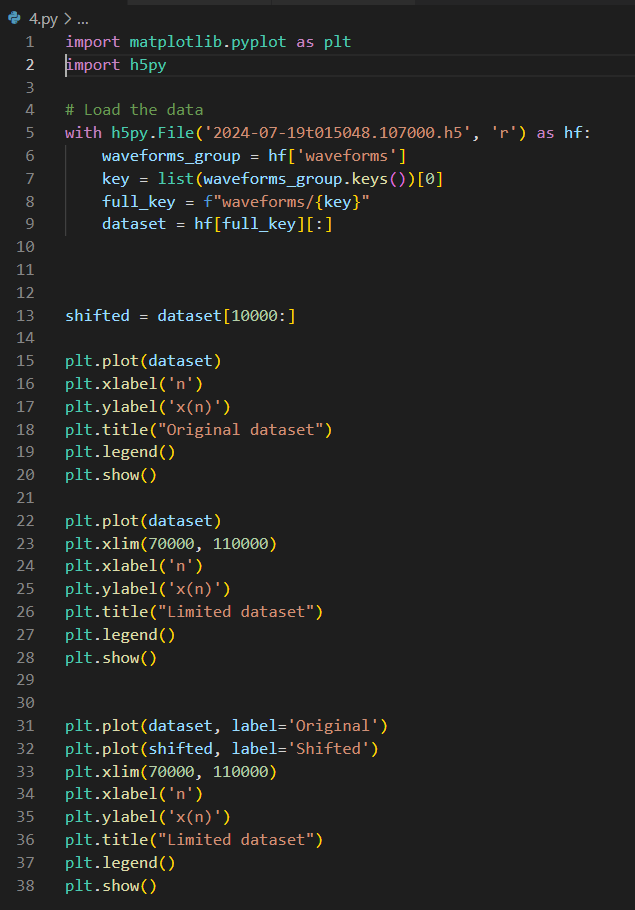 4.py > ...
1 import matplotlib.pyplot as plt
2 import h5py
3
4 # Load the data
5 with h5py.File('2024-07-19t015048.107000.h5', 'r') as hf:
6     waveforms_group = hf['waveforms']
7     key = list(waveforms_group.keys())[0]
8     full_key = f"waveforms/{key}"
9     dataset = hf[full_key][:]
10
11
12
13 shifted = dataset[10000:]
14
15 plt.plot(dataset)
16 plt.xlabel('n')
17 plt.ylabel('x(n)')
18 plt.title("Original dataset")
19 plt.legend()
20 plt.show()
21
22 plt.plot(dataset)
23 plt.xlim(70000, 110000)
24 plt.xlabel('n')
25 plt.ylabel('x(n)')
26 plt.title("Limited dataset")
27 plt.legend()
28 plt.show()
29
30
31 plt.plot(dataset, label='Original')
32 plt.plot(shifted, label='Shifted')
33 plt.xlim(70000, 110000)
34 plt.xlabel('n')
35 plt.ylabel('x(n)')
36 plt.title("Limited dataset")
37 plt.legend()
38 plt.show()